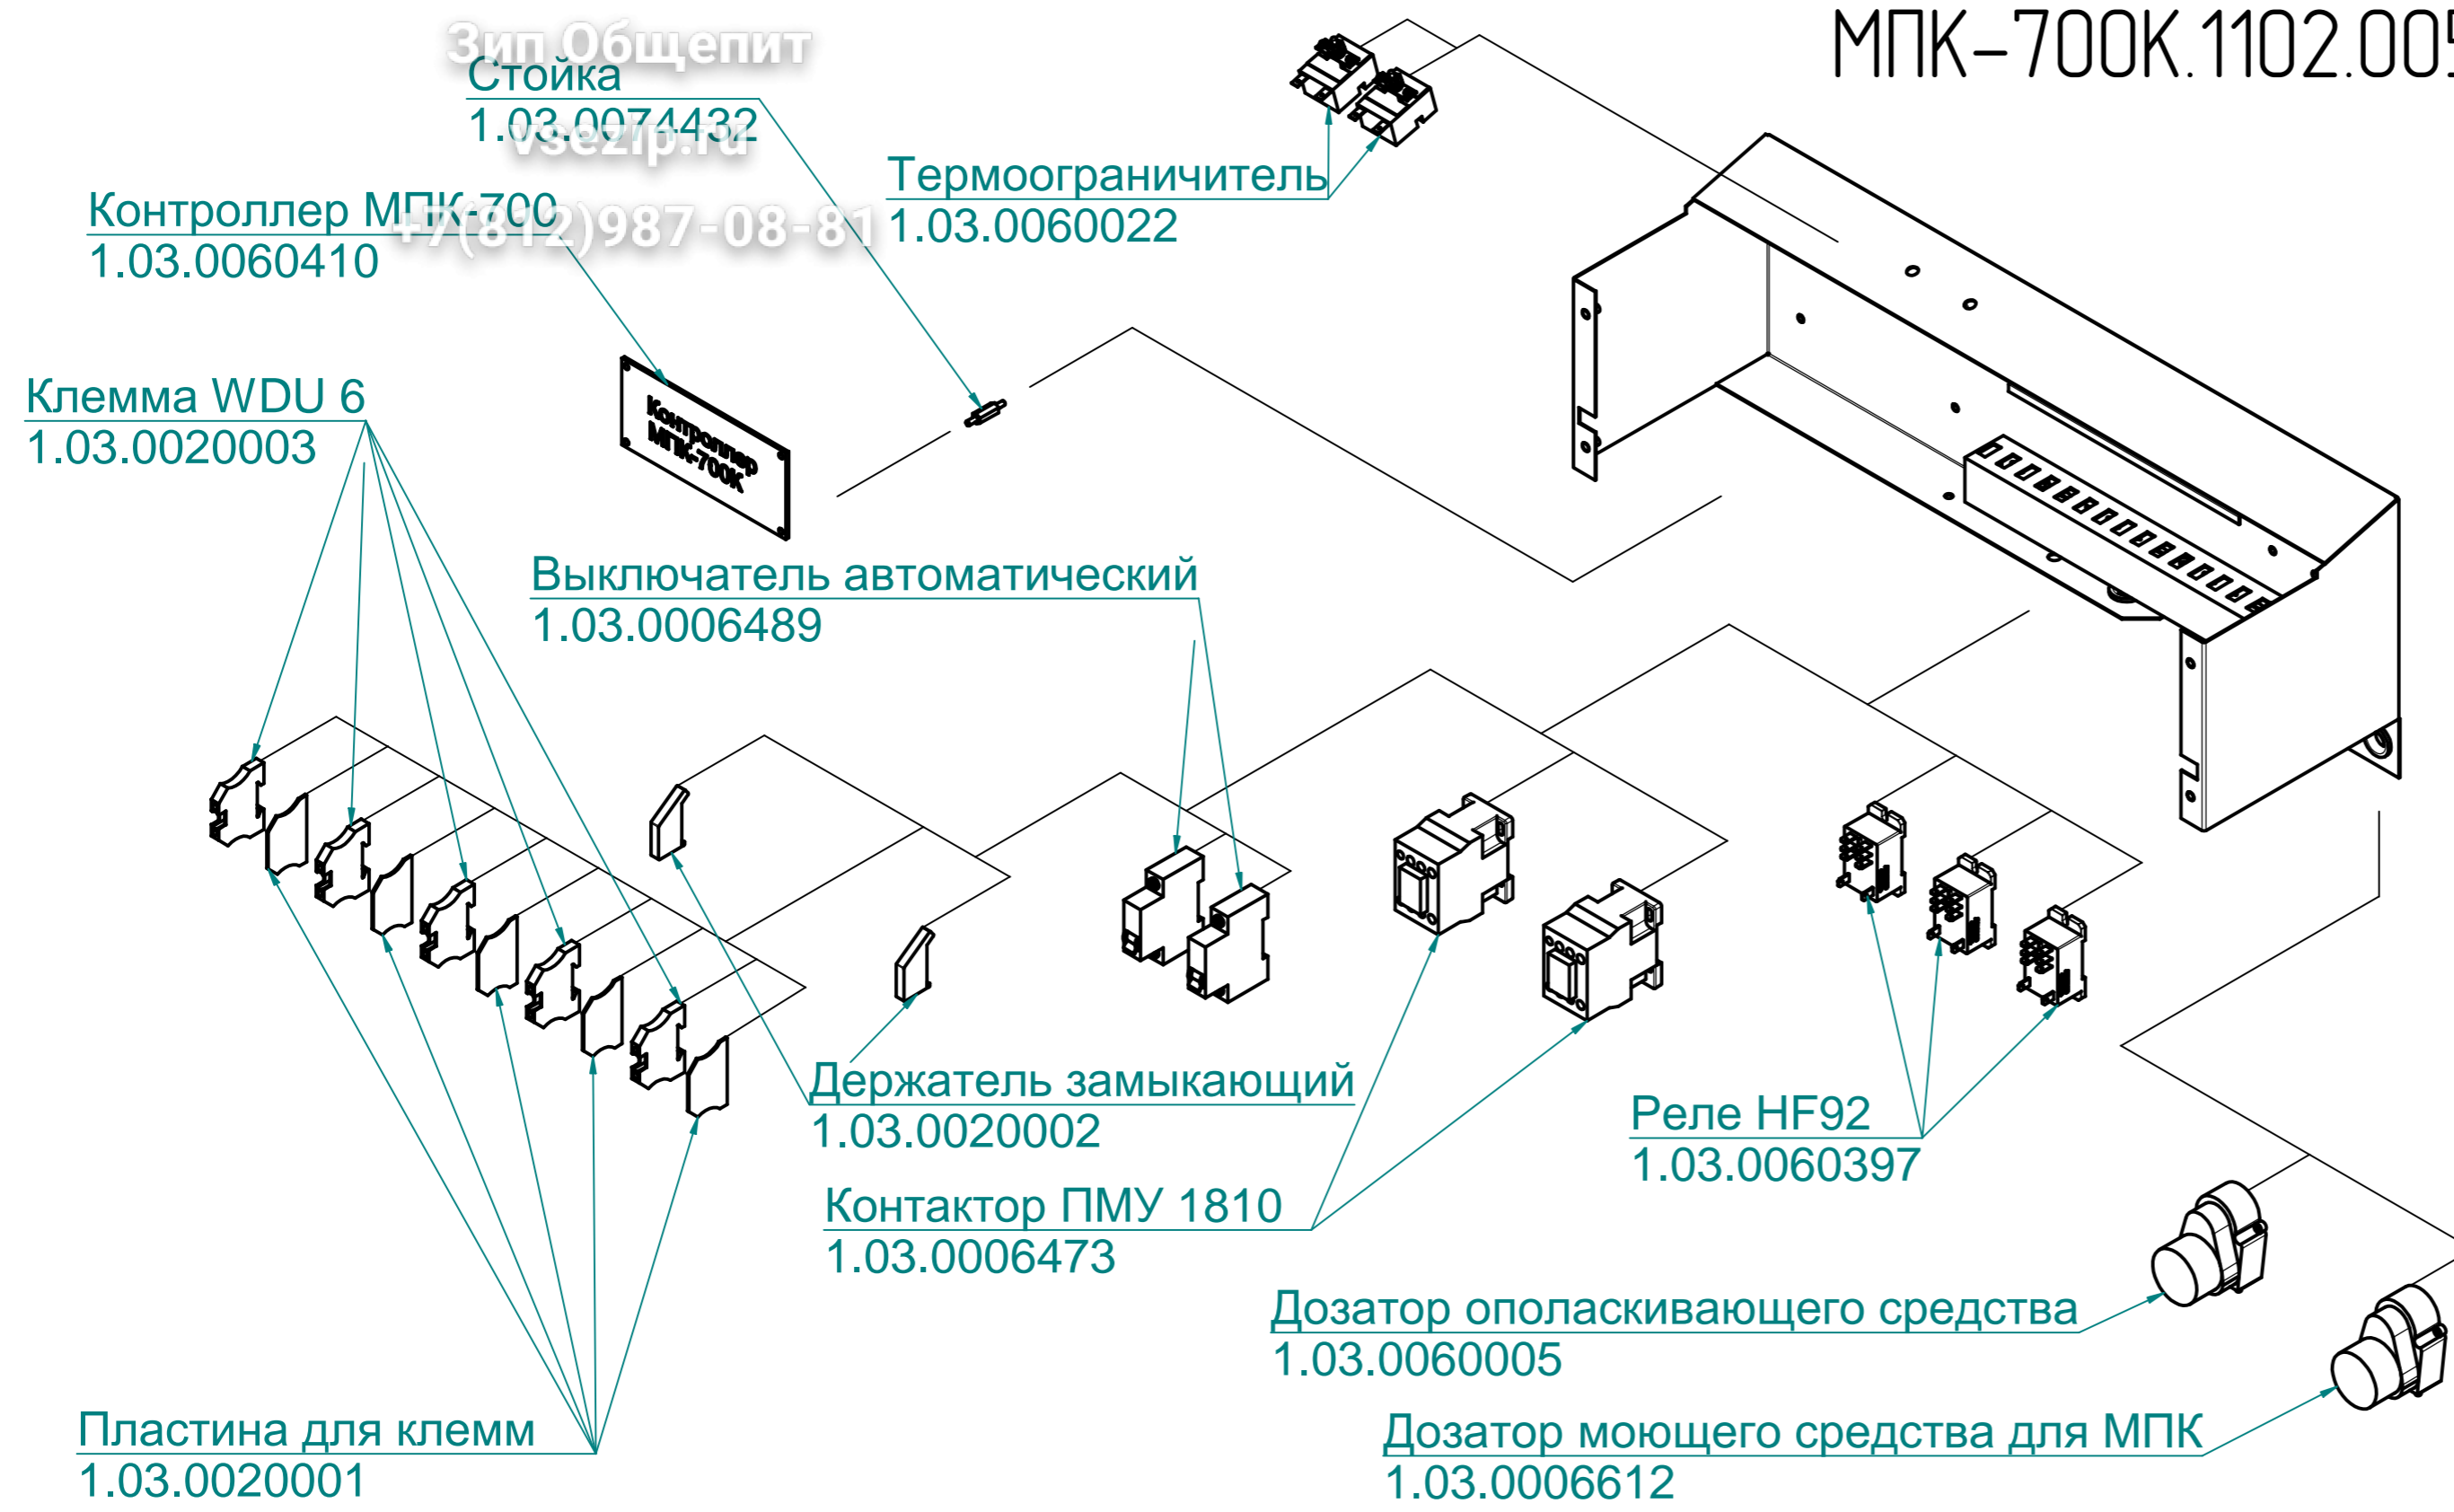 МПК-700К.1102.005
Зип Общепит
Стойка
1.03.0074432
vsezip.ru
Термоограничитель
1.03.0060022
Контроллер МПК-700
1.03.0060410
+7(812)987-08-81
Клемма WDU 6
1.03.0020003
Контроллер
МПК-700К
Выключатель автоматический
1.03.0006489
Держатель замыкающий
1.03.0020002
Реле HF92
1.03.0060397
Контактор ПМУ 1810
1.03.0006473
Дозатор ополаскивающего средства
1.03.0060005
Пластина для клемм
1.03.0020001
Дозатор моющего средства для МПК
1.03.0006612